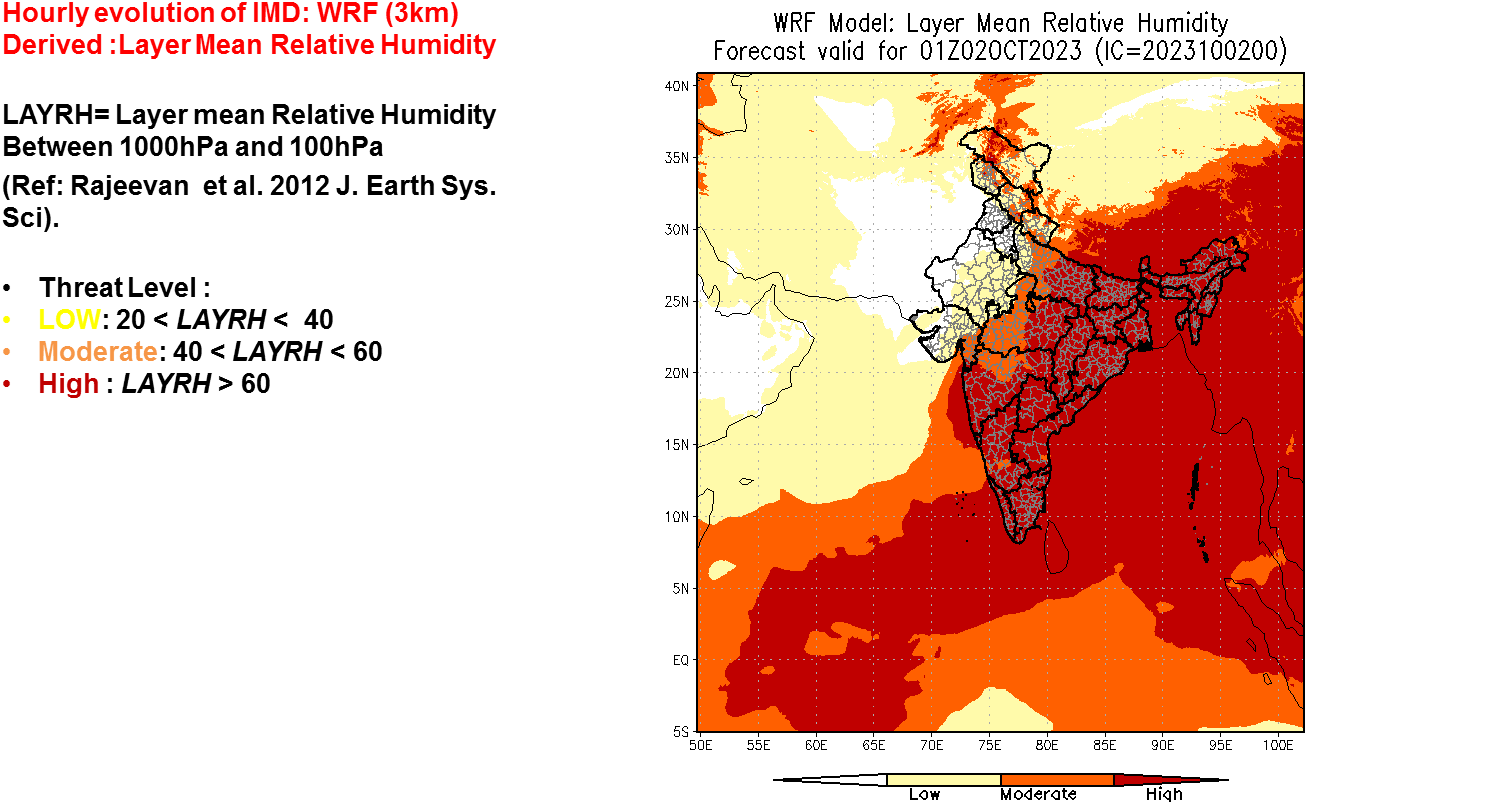 Hourly evolution of IMD: WRF (3km)
Derived :Layer Mean Relative Humidity
LAYRH= Layer mean Relative Humidity
Between 1000hPa and 100hPa
(Ref: Rajeevan et al. 2012 J. Earth Sys.
Sci).
• Threat Level :
• LOW: 20 < LAYRH < 40
• Moderate: 40 < LAYRH < 60
• High : LAYRH > 60
WRF Model: Layer Mean Relative Humidity
Forecast valid for 01Z02OCT2023 (IC=2023100200)
40N
35N
30N
25N
20N
15N
10N
5N
EQ
5S
50E 55E 60E 65E 70E 75E 80E 85E 90E 95E 100E
Low Moderate High